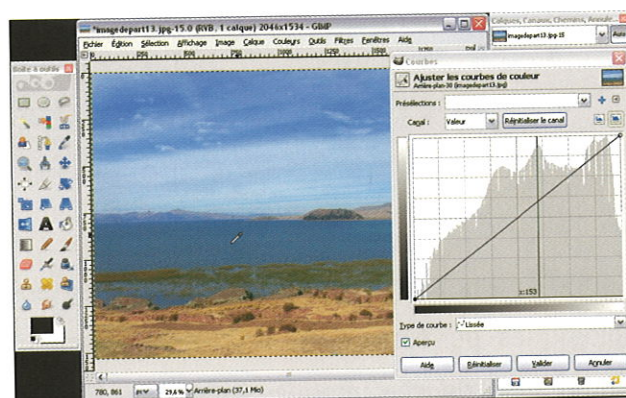 *imagedepart13.jpg-15.0 (RVB, 1 calque) 2046x1534 – GIMP
Fichier Édition Sélection Affichage Image Calque Couleurs Outils Filtres Fenêtres Aide
Boîte à outils
780, 861 29,6 % Arrière-plan (37,1 Mio)
Calques, Canaux, Chemins, Annule...
imagedepart13.jpg-15
Auto
Courbes
Ajuster les courbes de couleur
Arrière-plan-30 (imagedepart13.jpg)
Présélections :
Canal : Valeur Réinitialiser le canal
x:153
Type de courbe : Lissée
Aperçu
Aide Réinitialiser Valider Annuler